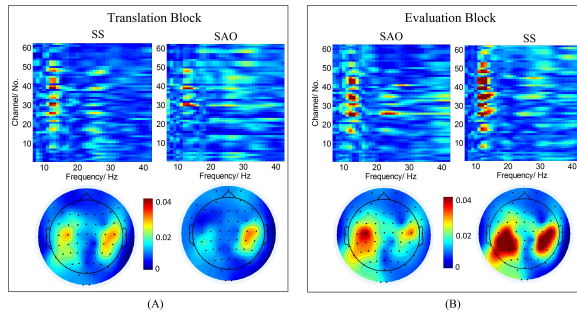 Translation Block
SS
SAO
Channel/ No.
60
50
40
30
20
10
10 20 30 40
10 20 30 40
Frequency/ Hz
Frequency/ Hz
0.04
0.02
0
(A)
Evaluation Block
SAO
SS
Channel/ No.
60
50
40
30
20
10
10 20 30 40
10 20 30 40
Frequency/ Hz
Frequency/ Hz
0.04
0.02
0
(B)